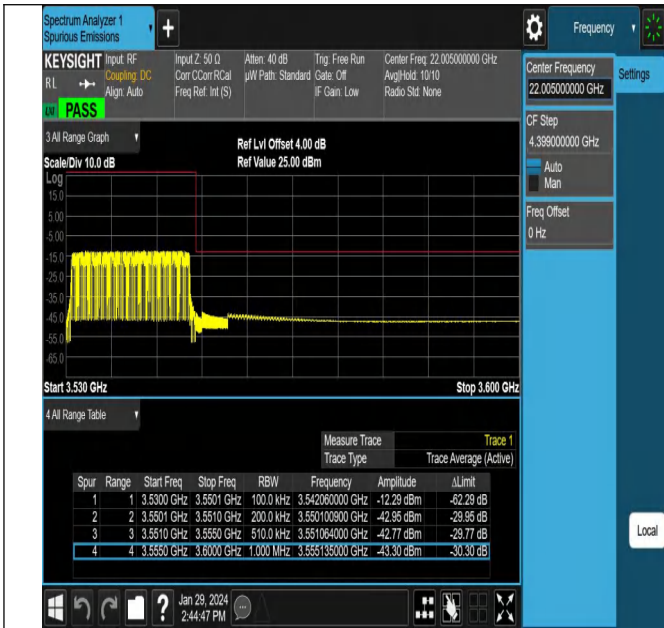 Spectrum Analyzer 1
Spurious Emissions
+
Frequency
KEYSIGHT Input: RF Input Z: 50 Ω Atten: 40 dB Trig: Free Run Center Freq: 22.005000000 GHz
RL Coupling: DC Corr CCorr RCal µW Path: Standard Gate: Off Avg|Hold: 10/10
Align: Auto Freq Ref: Int (S) IF Gain: Low Radio Std: None
PASS
3 All Range Graph
Ref Lvl Offset 4.00 dB
Scale/Div 10.0 dB Ref Value 25.00 dBm
Log
15.0
5.00
-5.00
-15.0
-25.0
-35.0
-45.0
-55.0
-65.0
Start 3.530 GHz Stop 3.600 GHz
4 All Range Table
Measure Trace Trace 1
Trace Type Trace Average (Active)
Spur Range Start Freq Stop Freq RBW Frequency Amplitude ΔLimit
1 1 3.5300 GHz 3.5501 GHz 100.0 kHz 3.542060000 GHz -12.29 dBm -62.29 dB
2 2 3.5501 GHz 3.5510 GHz 200.0 kHz 3.550100900 GHz -42.95 dBm -29.95 dB
3 3 3.5510 GHz 3.5550 GHz 510.0 kHz 3.551064000 GHz -42.77 dBm -29.77 dB
4 4 3.5550 GHz 3.6000 GHz 1.000 MHz 3.555135000 GHz -43.30 dBm -30.30 dB
Jan 29, 2024
2:44:47 PM
Center Frequency
22.005000000 GHz
Settings
CF Step
4.399000000 GHz
Auto
Man
Freq Offset
0 Hz
Local